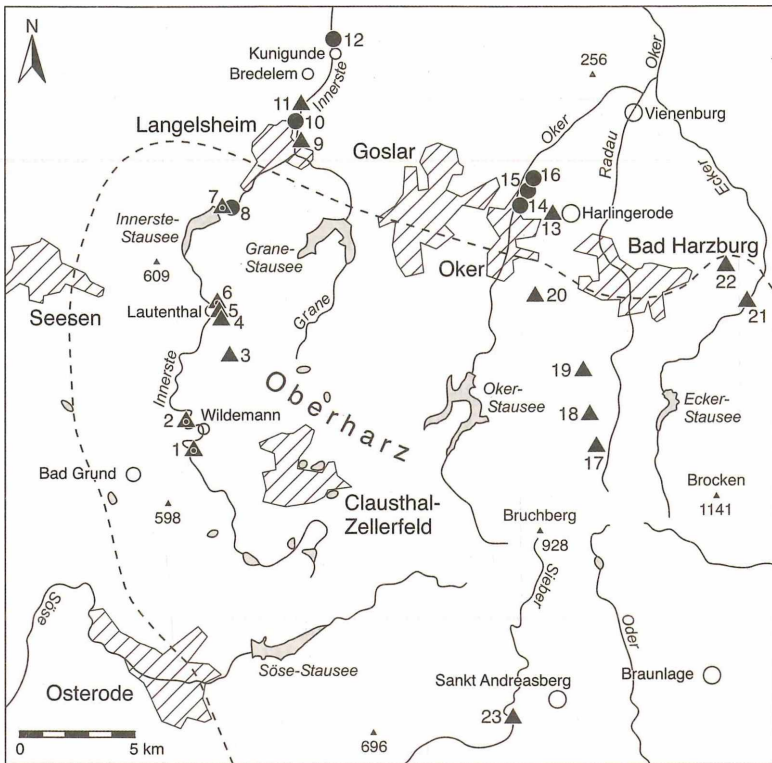 N
12
Kunigunde
Bredelem
Innerste
11
10
9
Langelsheim
256
Oker
Oker
Vienenburg
Radau
Ecker
Goslar
16
15
14
13
Harlingerode
7
8
Innerste-
Stausee
Grane-
Stausee
Grane
609
Oker
Bad Harzburg
22
21
20
Seesen
6
5
4
Lautenthal
3
Innerste
Oberharz
19
18
17
Oker-
Stausee
Ecker-
Stausee
2
Wildemann
1
Bad Grund
598
Clausthal-
Zellerfeld
Brocken
1141
Bruchberg
928
Sieber
Oder
Söse
Söse-Stausee
Osterode
Sankt Andreasberg
Braunlage
23
696
0
5 km